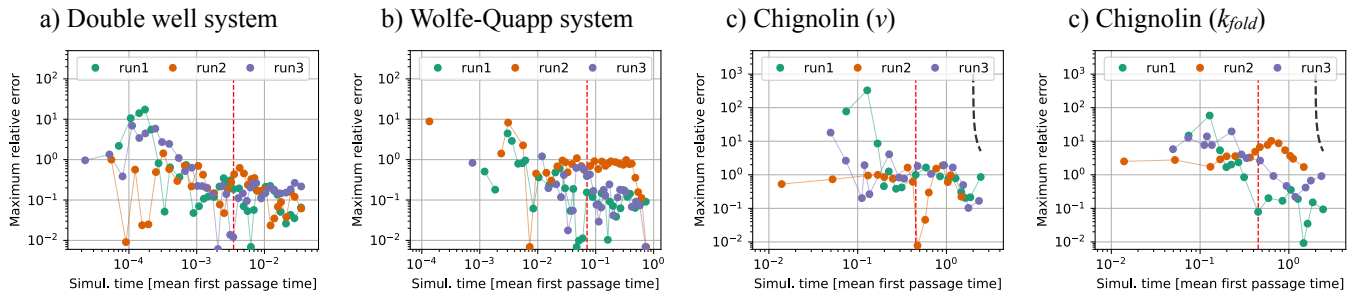 a) Double well system
b) Wolfe-Quapp system
c) Chignolin (ν)
c) Chignolin (k_fold)
Maximum relative error
10²
10¹
10⁰
10⁻¹
10⁻²
run1 run2 run3
10⁻⁴ 10⁻³ 10⁻²
Simul. time [mean first passage time]
Maximum relative error
10²
10¹
10⁰
10⁻¹
10⁻²
run1 run2 run3
10⁻⁴ 10⁻³ 10⁻² 10⁻¹ 10⁰
Simul. time [mean first passage time]
Maximum relative error
10³
10²
10¹
10⁰
10⁻¹
10⁻²
run1 run2 run3
10⁻² 10⁻¹ 10⁰
Simul. time [mean first passage time]
Maximum relative error
10³
10²
10¹
10⁰
10⁻¹
10⁻²
run1 run2 run3
10⁻² 10⁻¹ 10⁰
Simul. time [mean first passage time]